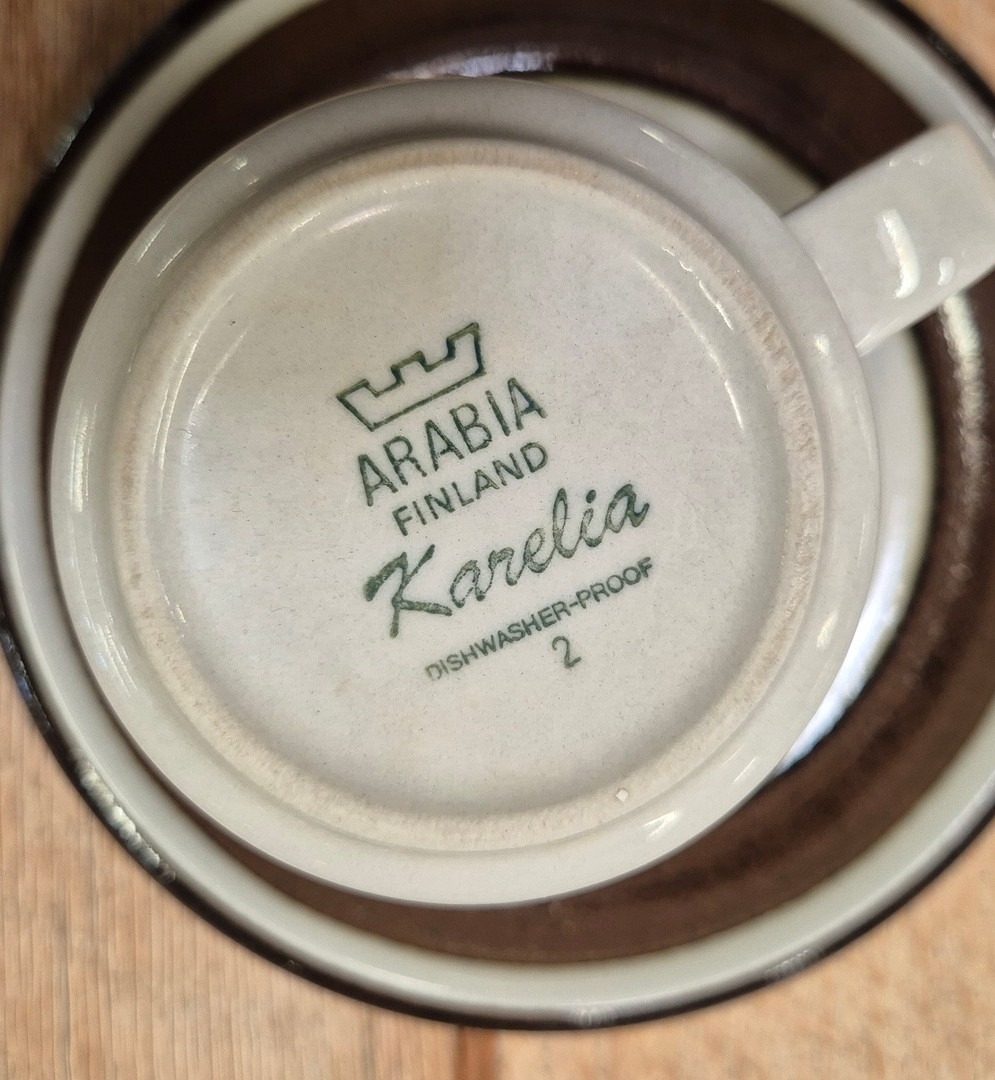 ARABIA
FINLAND
Karelia
DISHWASHER-PROOF
2